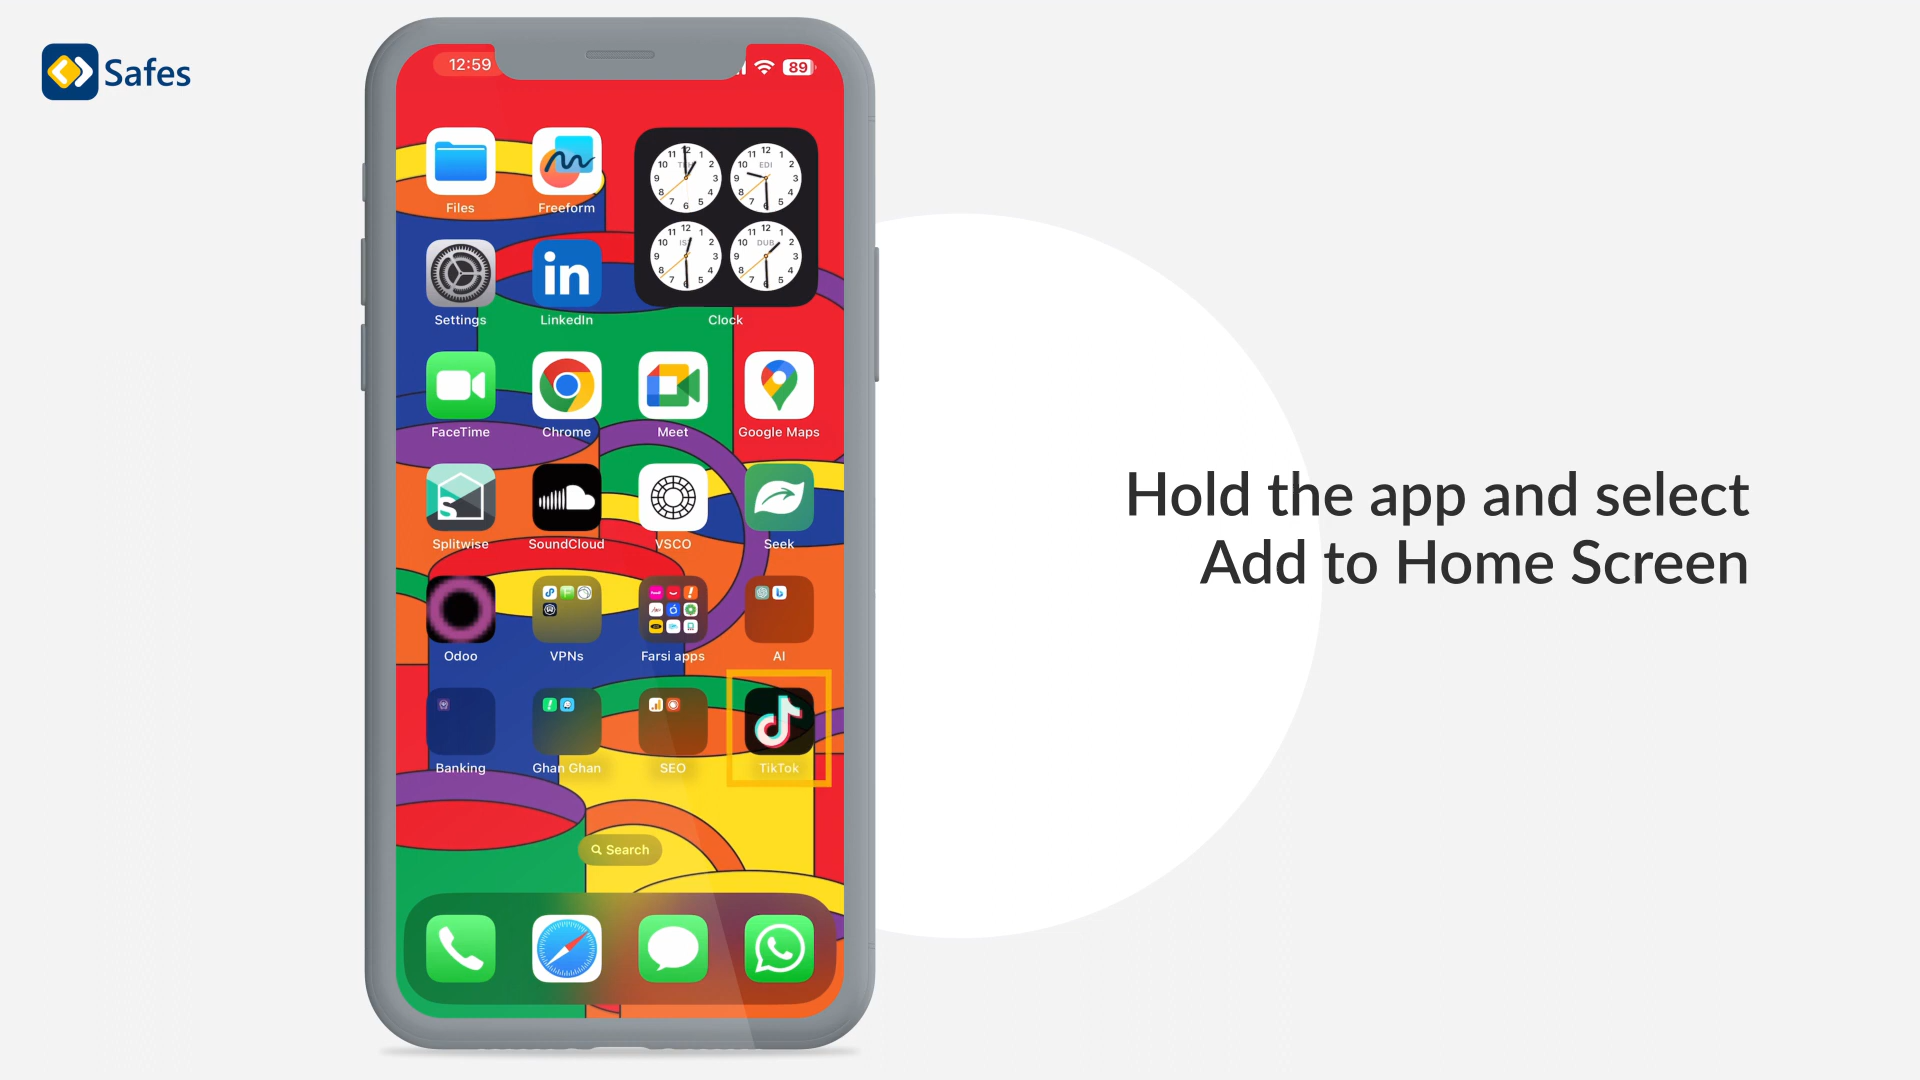 Safes
12:59
89
Files
Freeform
Settings
LinkedIn
Clock
FaceTime
Chrome
Meet
Google Maps
Splitwise
SoundCloud
VSCO
Seek
Odoo
VPNs
Farsi apps
AI
Banking
Ghan Ghan
SEO
TikTok
Search
Hold the app and select
Add to Home Screen